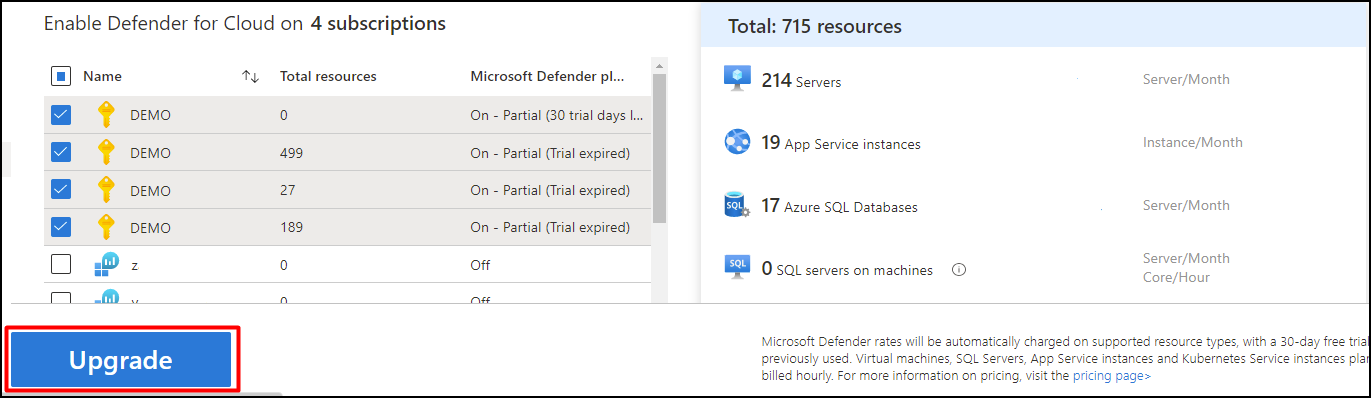 Enable Defender for Cloud on 4 subscriptions
Name Total resources Microsoft Defender pl...
DEMO 0 On - Partial (30 trial days l...
DEMO 499 On - Partial (Trial expired)
DEMO 27 On - Partial (Trial expired)
DEMO 189 On - Partial (Trial expired)
z 0 Off
Total: 715 resources
214 Servers Server/Month
19 App Service instances Instance/Month
SQL 17 Azure SQL Databases Server/Month
SQL 0 SQL servers on machines Server/Month
Core/Hour
Upgrade
Microsoft Defender rates will be automatically charged on supported resource types, with a 30-day free trial
previously used. Virtual machines, SQL Servers, App Service instances and Kubernetes Service instances plan
billed hourly. For more information on pricing, visit the pricing page>